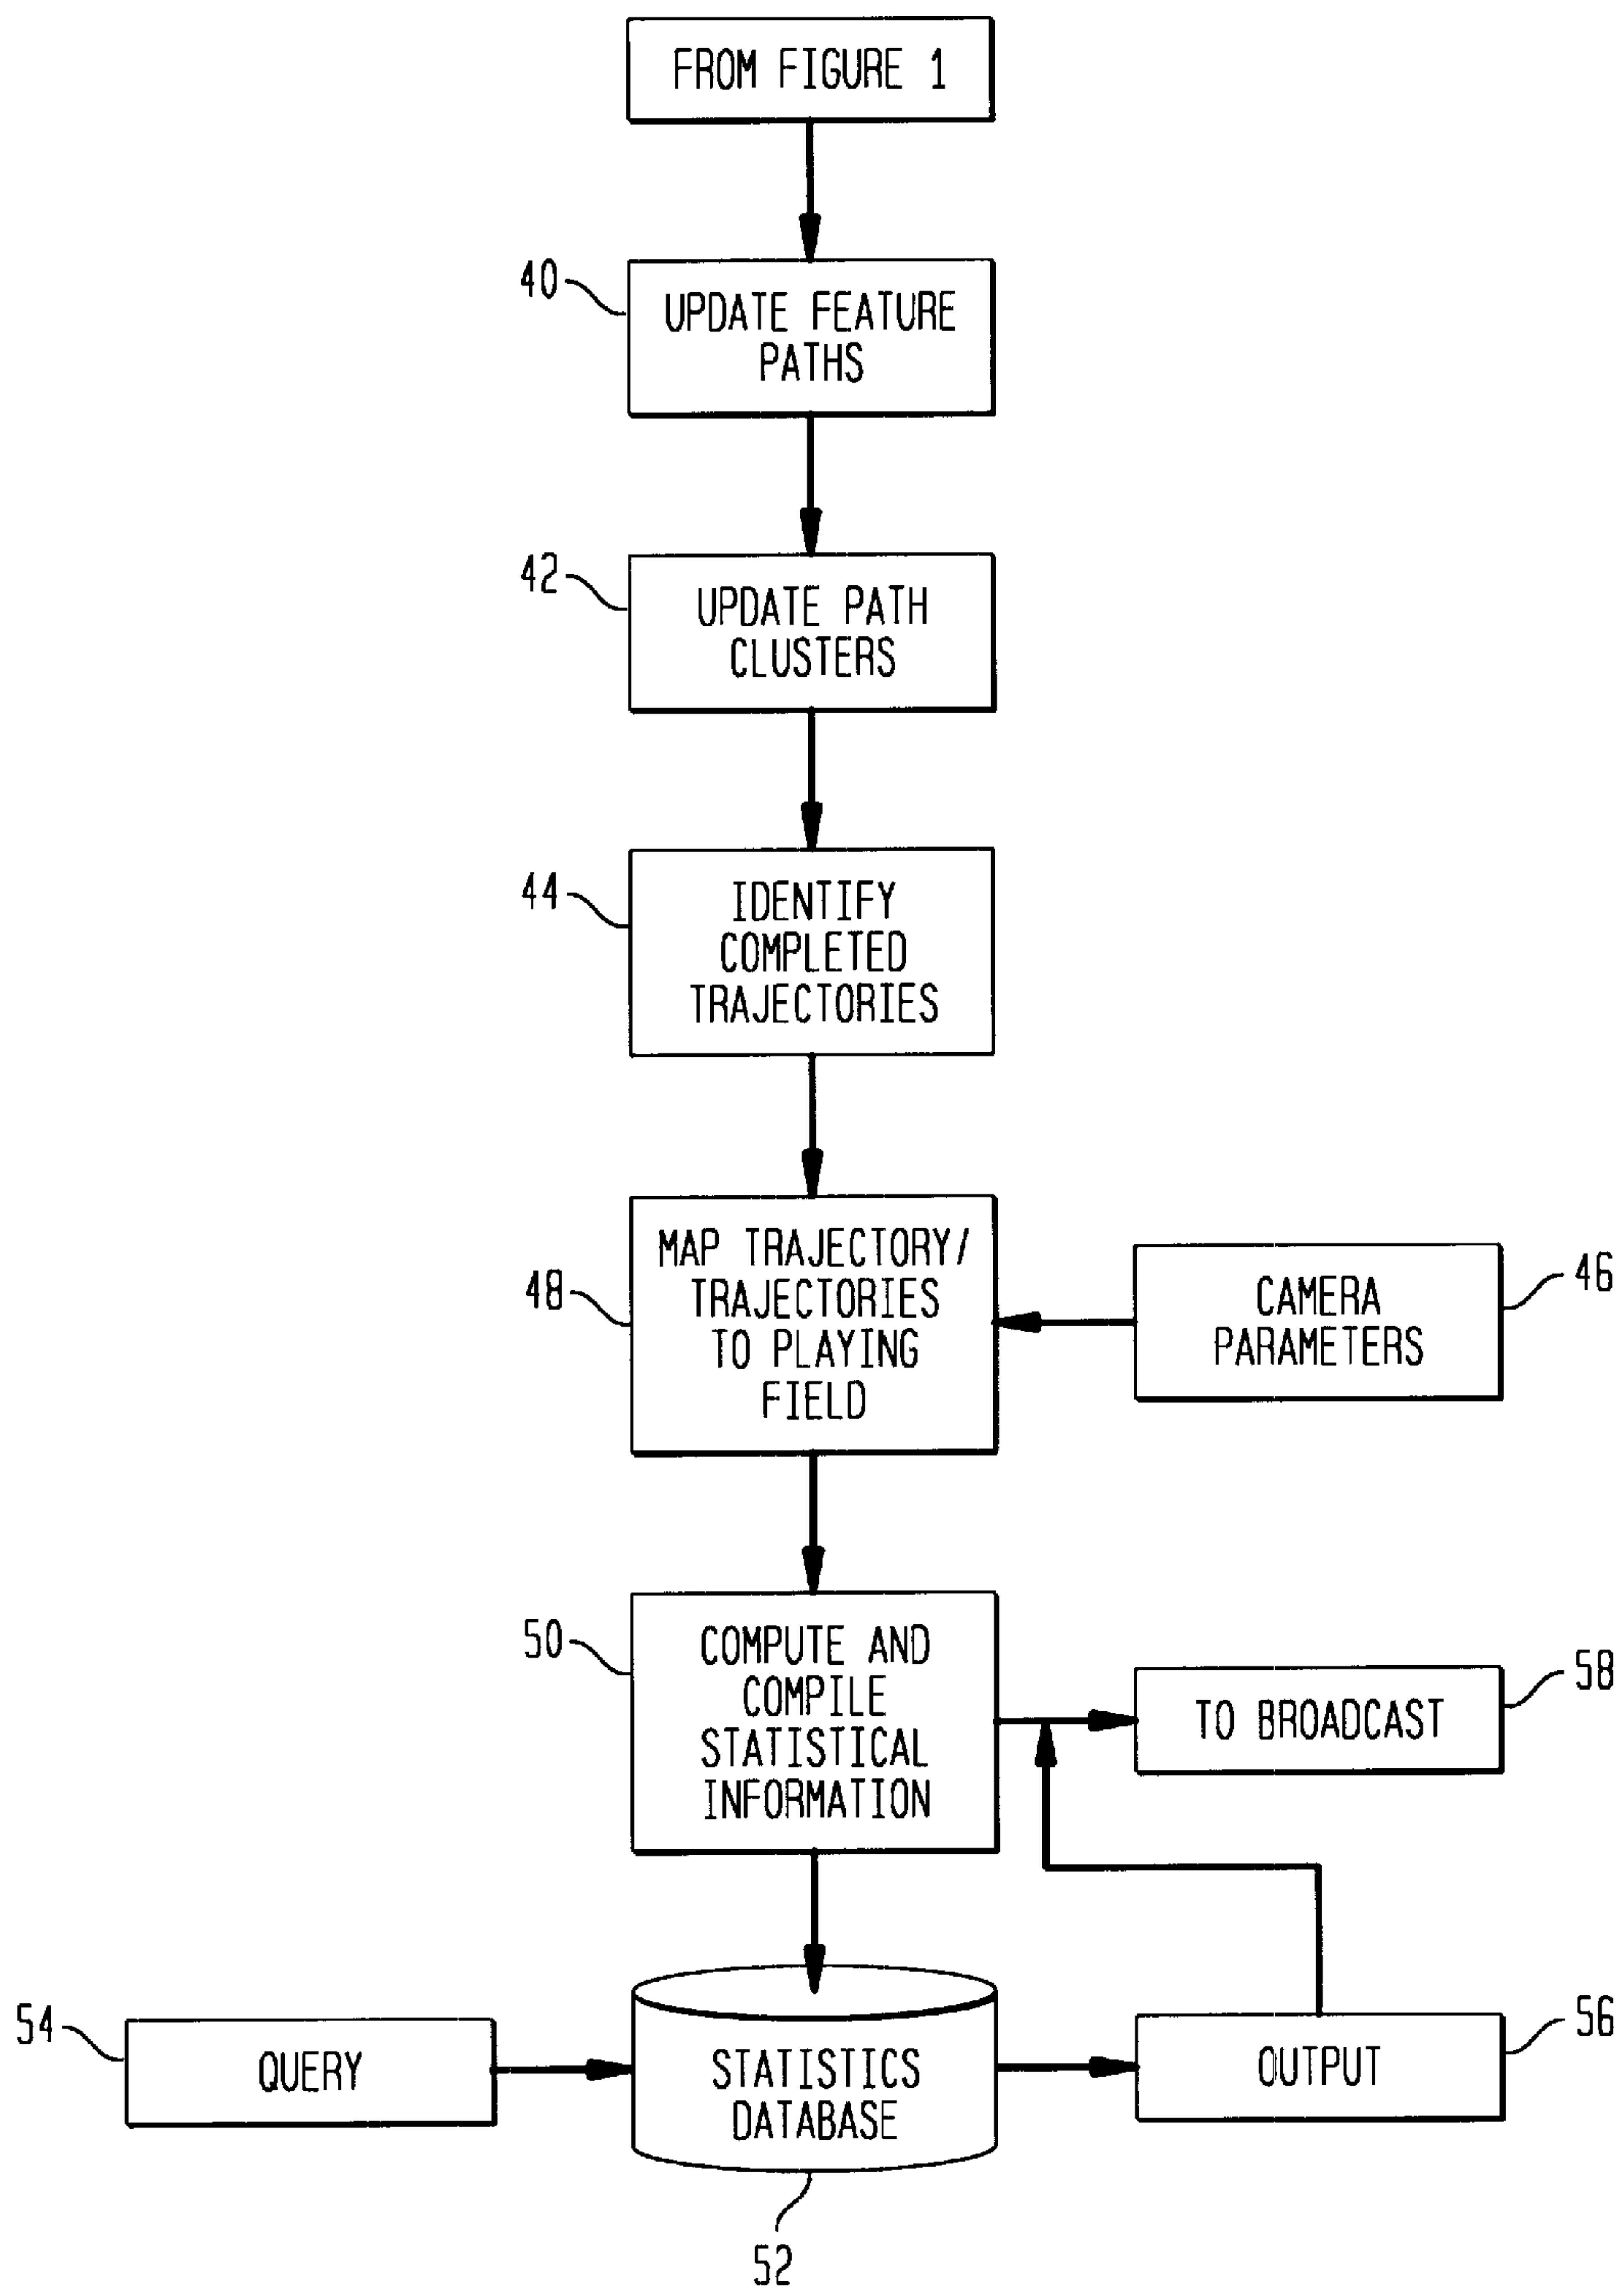 FROM FIGURE 1
40
UPDATE FEATURE
PATHS
42
UPDATE PATH
CLUSTERS
44
IDENTIFY
COMPLETED
TRAJECTORIES
48
MAP TRAJECTORY/
TRAJECTORIES
TO PLAYING
FIELD
46
CAMERA
PARAMETERS
50
COMPUTE AND
COMPILE
STATISTICAL
INFORMATION
58
TO BROADCAST
54
QUERY
STATISTICS
DATABASE
52
56
OUTPUT